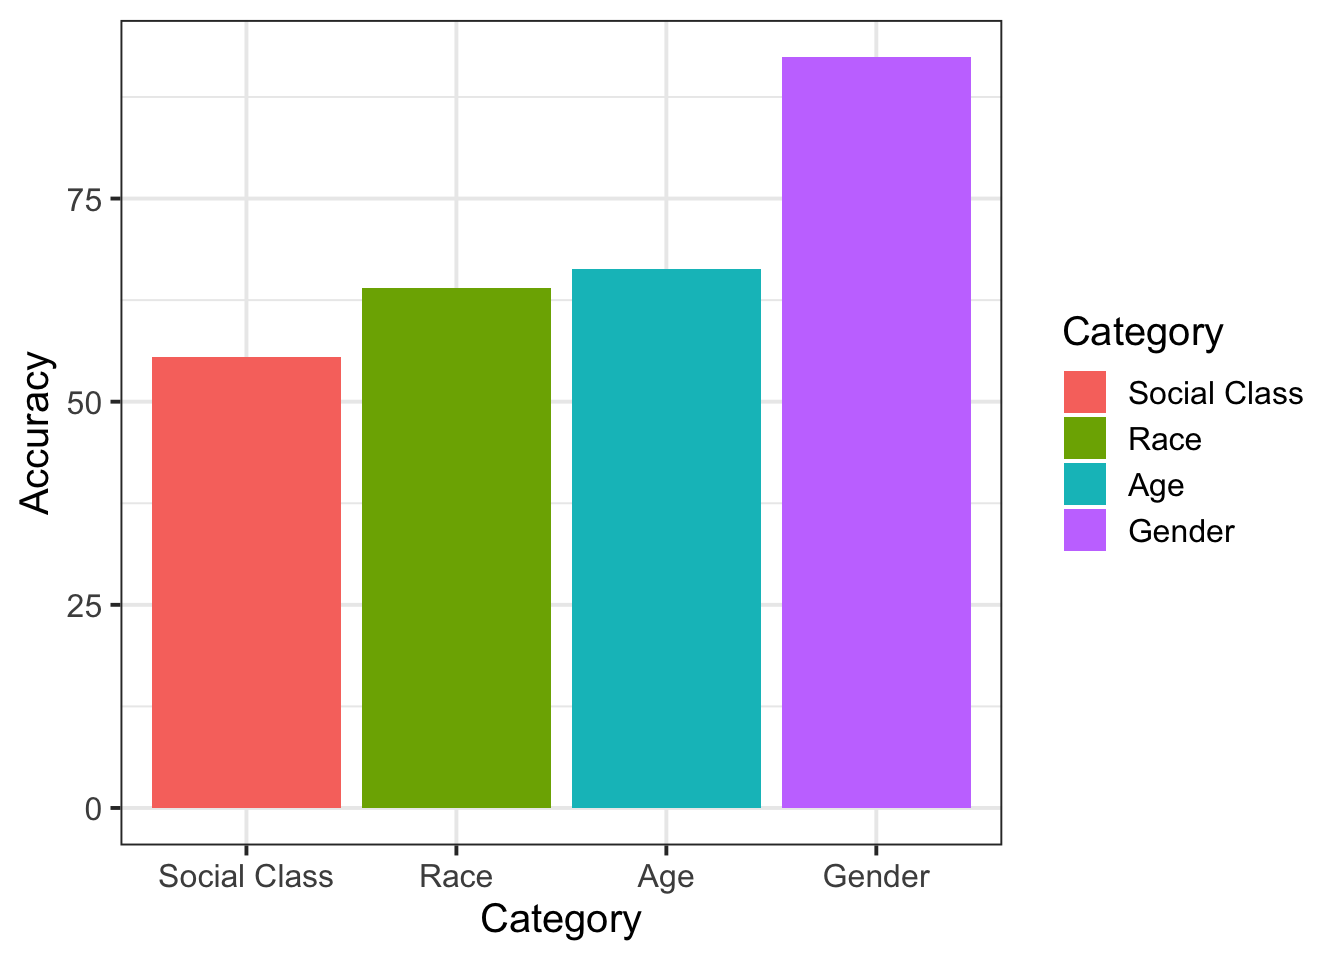 Accuracy
75
50
25
0
Social Class
Race
Age
Gender
Category
Category
Social Class
Race
Age
Gender